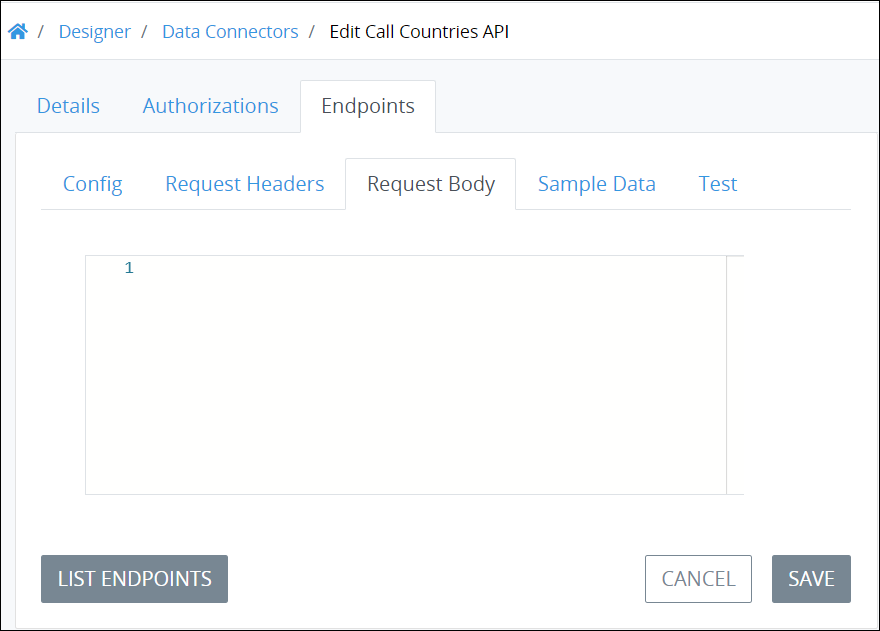 / Designer / Data Connectors / Edit Call Countries API
Details Authorizations Endpoints
Config Request Headers Request Body Sample Data Test
1
LIST ENDPOINTS CANCEL SAVE